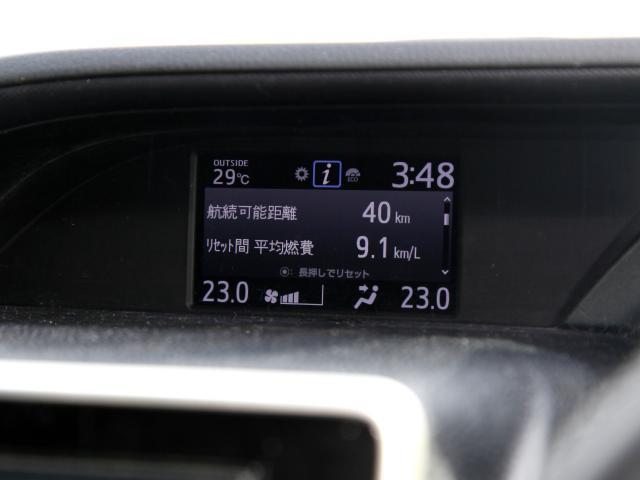 OUTSIDE
29℃ i ECO 3:48
航続可能距離 40 km
ﾘｾｯﾄ間 平均燃費 9.1 km/L
長押しでリセット
23.0 23.0